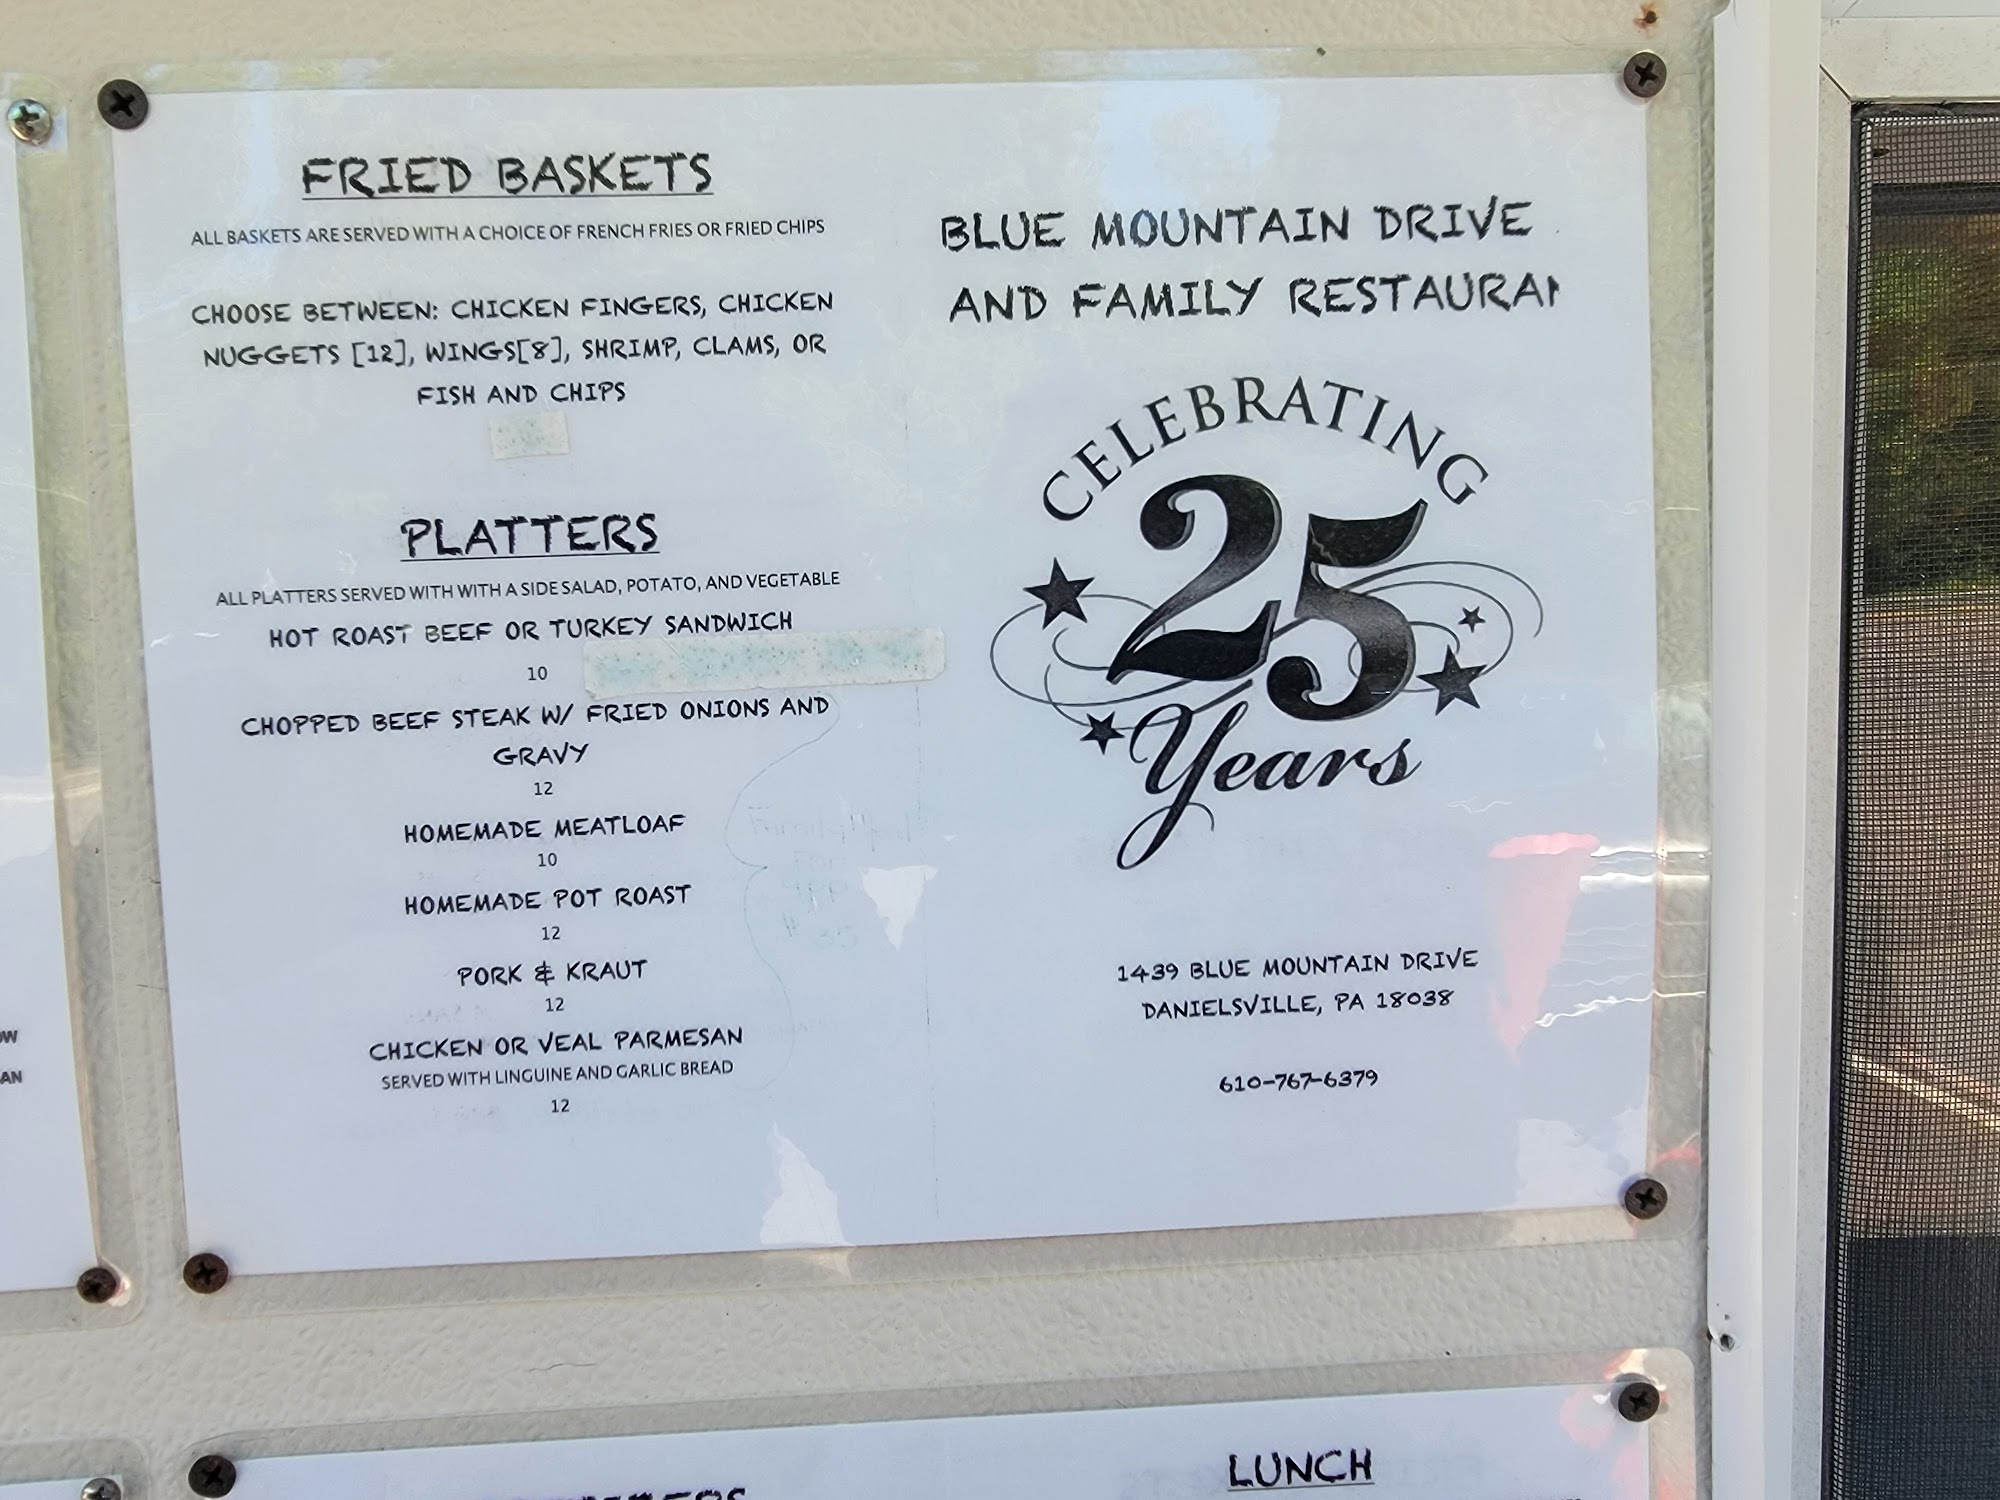 FRIED BASKETS
ALL BASKETS ARE SERVED WITH A CHOICE OF FRENCH FRIES OR FRIED CHIPS
CHOOSE BETWEEN: CHICKEN FINGERS, CHICKEN
NUGGETS [12], WINGS[8], SHRIMP, CLAMS, OR
FISH AND CHIPS
PLATTERS
ALL PLATTERS SERVED WITH WITH A SIDE SALAD, POTATO, AND VEGETABLE
HOT ROAST BEEF OR TURKEY SANDWICH
10
CHOPPED BEEF STEAK W/ FRIED ONIONS AND
GRAVY
12
HOMEMADE MEATLOAF
10
HOMEMADE POT ROAST
12
PORK & KRAUT
12
CHICKEN OR VEAL PARMESAN
SERVED WITH LINGUINE AND GARLIC BREAD
12
BLUE MOUNTAIN DRIVE
AND FAMILY RESTAURA
CELEBRATING
25
Years
1439 BLUE MOUNTAIN DRIVE
DANIELSVILLE, PA 18038
610-767-6379
LUNCH